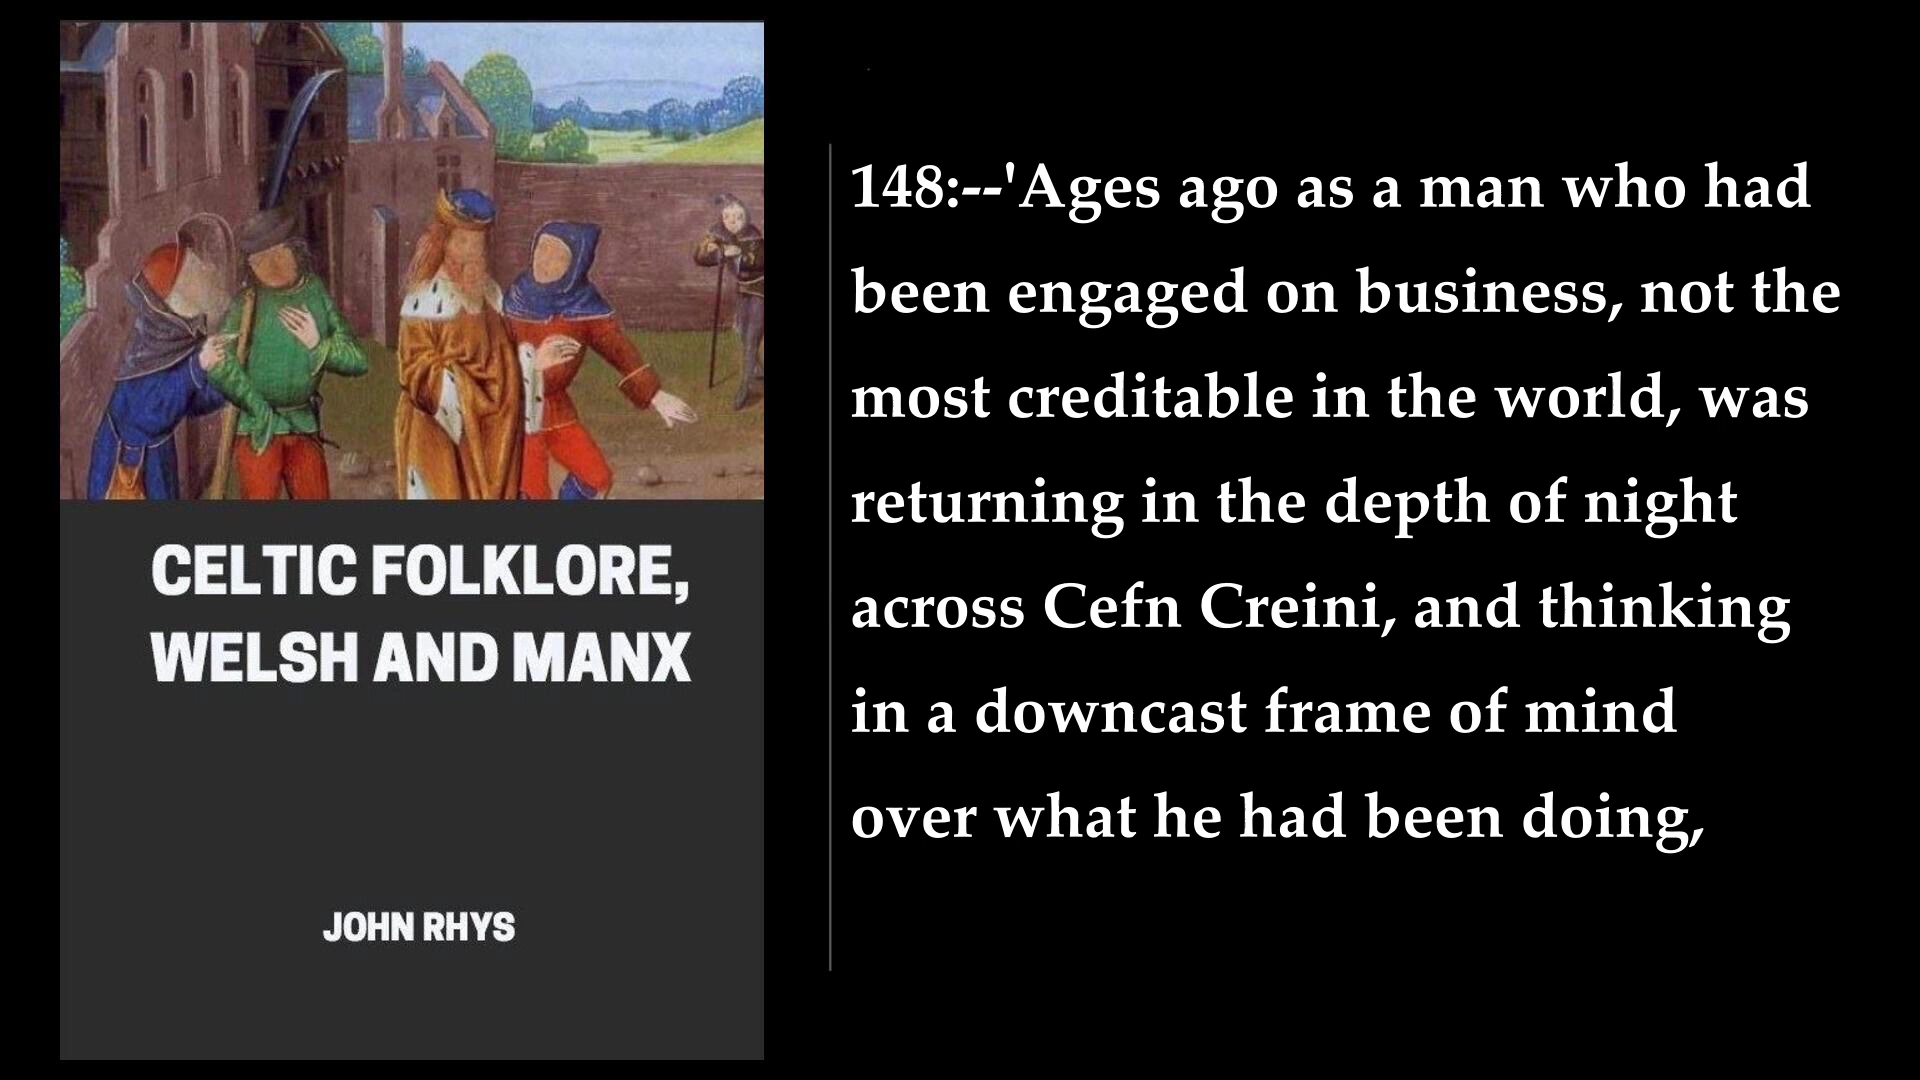 CELTIC FOLKLORE,
WELSH AND MANX
JOHN RHYS
148:--'Ages ago as a man who had
been engaged on business, not the
most creditable in the world, was
returning in the depth of night
across Cefn Creini, and thinking
in a downcast frame of mind
over what he had been doing,